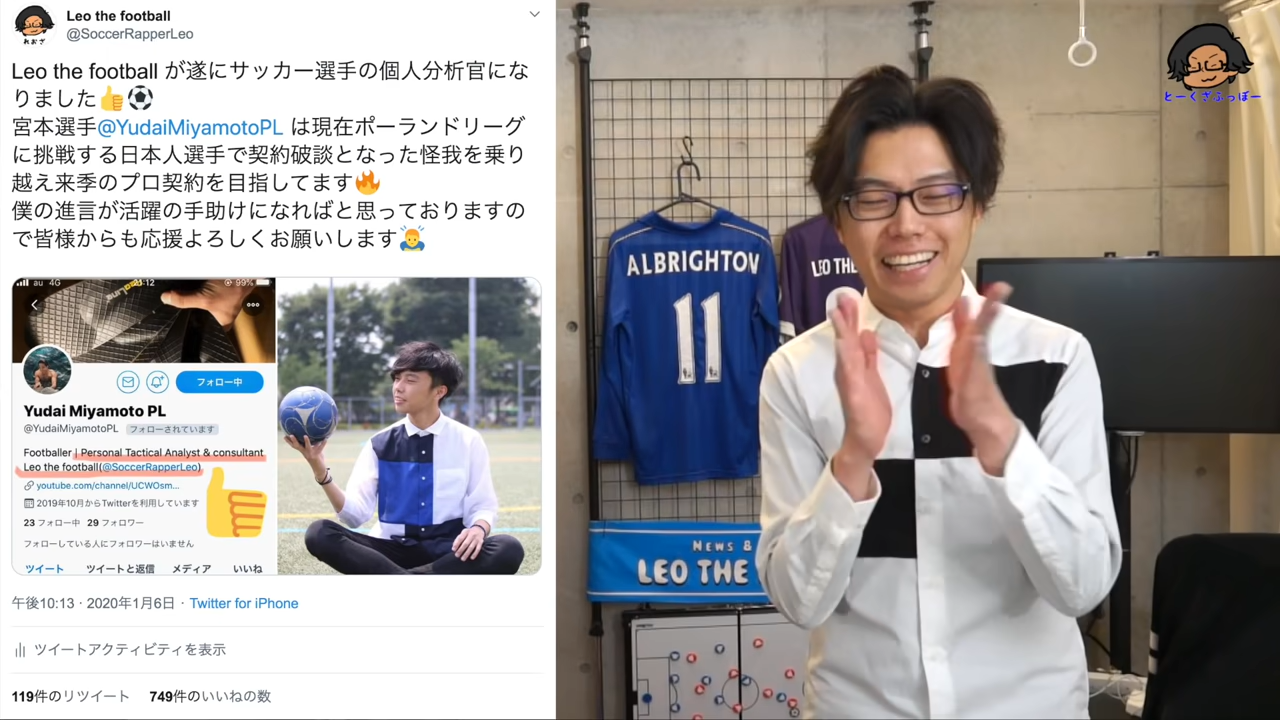 Leo the football
@SoccerRapperLeo
Leo the football が遂にサッカー選手の個人分析官にな
りました👍⚽
宮本選手@YudaiMiyamotoPL は現在ポーランドリーグ
に挑戦する日本人選手で契約破談となった怪我を乗り
越え来季のプロ契約を目指してます🔥
僕の進言が活躍の手助けになればと思っておりますの
で皆様からも応援よろしくお願いします🙇‍♂️
au 4G 21:12 99%
Yudai Miyamoto PL
フォロー中
@YudaiMiyamotoPL フォローされています
Footballer | Personal Tactical Analyst & consultant
Leo the football(@SoccerRapperLeo)
youtube.com/channel/UCWOsm...
2019年10月からTwitterを利用しています
23 フォロー中 29 フォロワー
フォローしている人にフォロワーはいません
ツイート ツイートと返信 メディア いいね
午後10:13 · 2020年1月6日 · Twitter for iPhone
ツイートアクティビティを表示
119件のリツイート 749件のいいねの数
れおざ
とーくざふっぼー
ALBRIGHTON
11
LEO THE
NEWS &
LEO THE